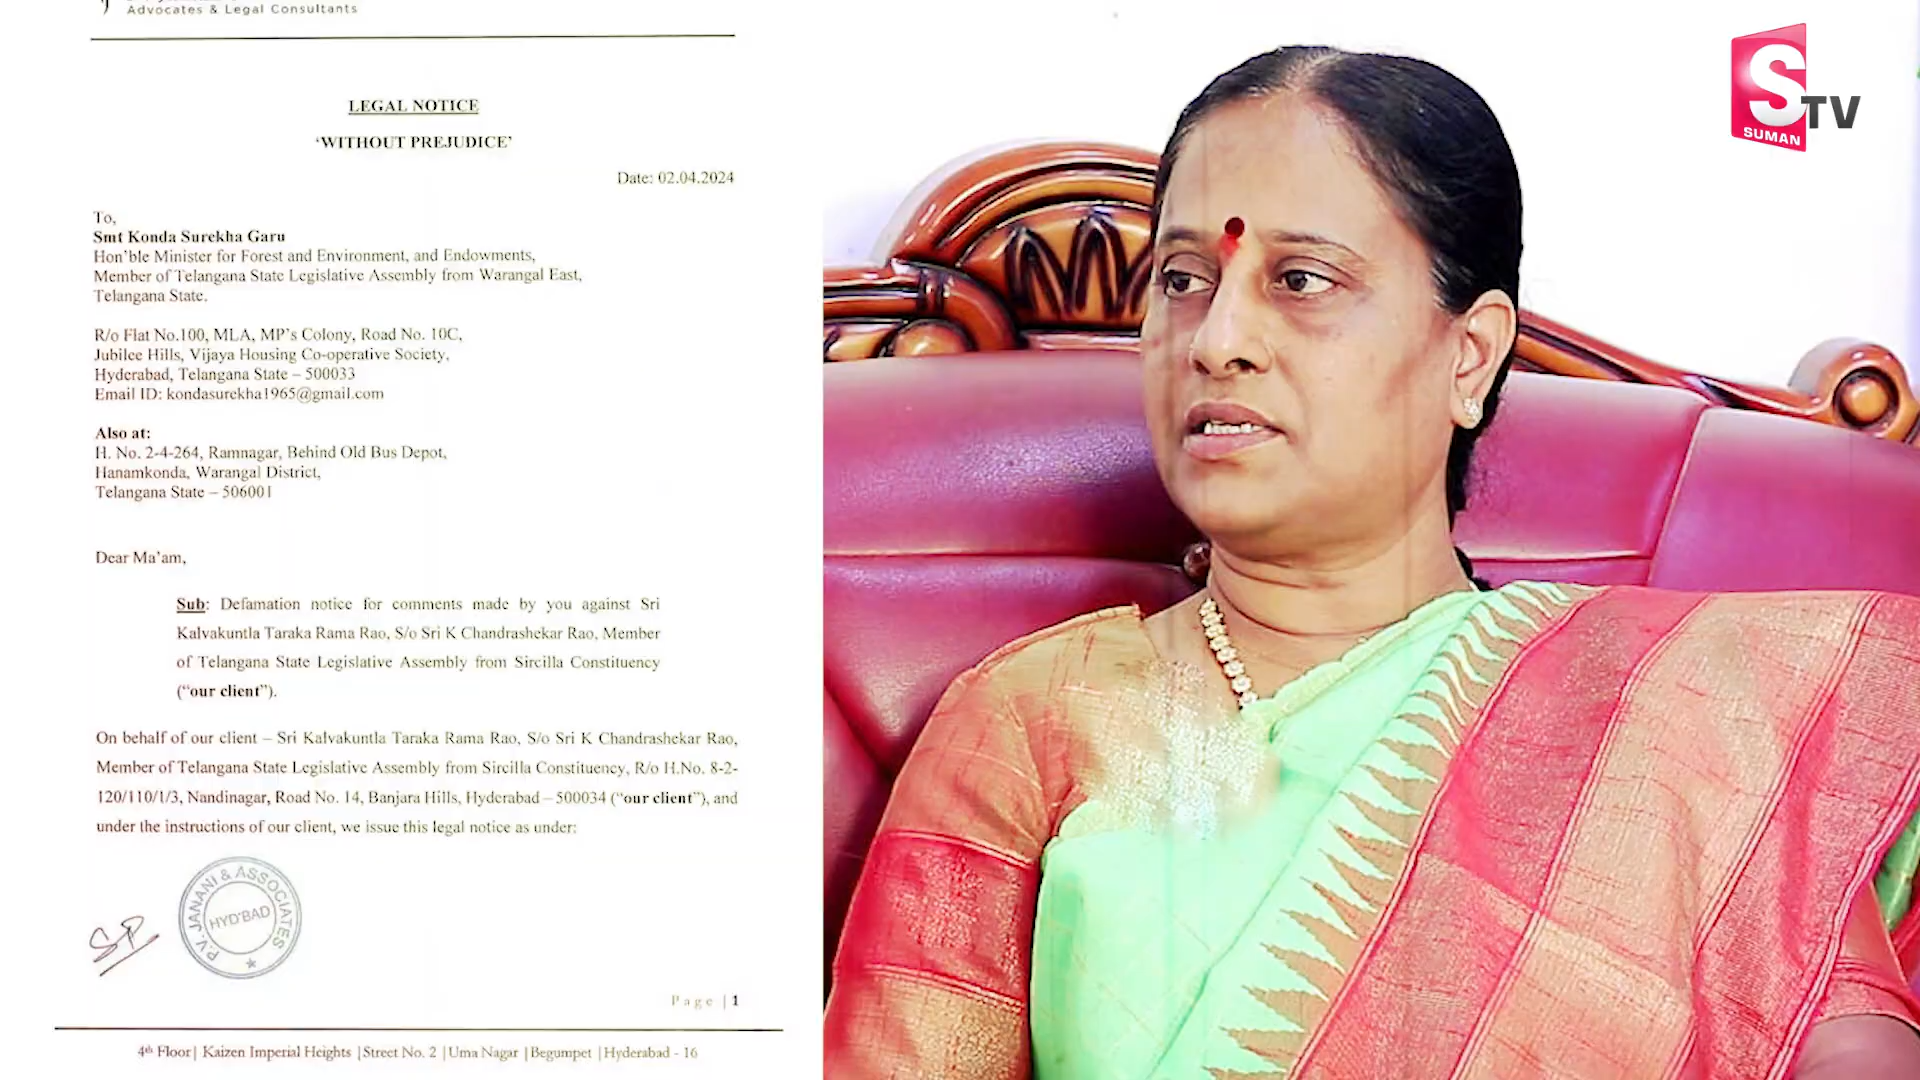 Advocates & Legal Consultants
LEGAL NOTICE
‘WITHOUT PREJUDICE’
Date: 02.04.2024
To,
Smt Konda Surekha Garu
Hon’ble Minister for Forest and Environment, and Endowments,
Member of Telangana State Legislative Assembly from Warangal East,
Telangana State.
R/o Flat No.100, MLA, MP’s Colony, Road No. 10C,
Jubilee Hills, Vijaya Housing Co-operative Society,
Hyderabad, Telangana State – 500033
Email ID: kondasurekha1965@gmail.com
Also at:
H. No. 2-4-264, Ramnagar, Behind Old Bus Depot,
Hanamkonda, Warangal District,
Telangana State – 506001
Dear Ma’am,
Sub: Defamation notice for comments made by you against Sri
Kalvakuntla Taraka Rama Rao, S/o Sri K Chandrashekar Rao, Member
of Telangana State Legislative Assembly from Sircilla Constituency
(“our client”).
On behalf of our client – Sri Kalvakuntla Taraka Rama Rao, S/o Sri K Chandrashekar Rao,
Member of Telangana State Legislative Assembly from Sircilla Constituency, R/o H.No. 8-2-
120/110/1/3, Nandinagar, Road No. 14, Banjara Hills, Hyderabad – 500034 (“our client”), and
under the instructions of our client, we issue this legal notice as under:
P.V. JANANI & ASSOCIATES
HYD'BAD
Page | 1
4th Floor| Kaizen Imperial Heights |Street No. 2 |Uma Nagar |Begumpet |Hyderabad - 16
S TV
SUMAN